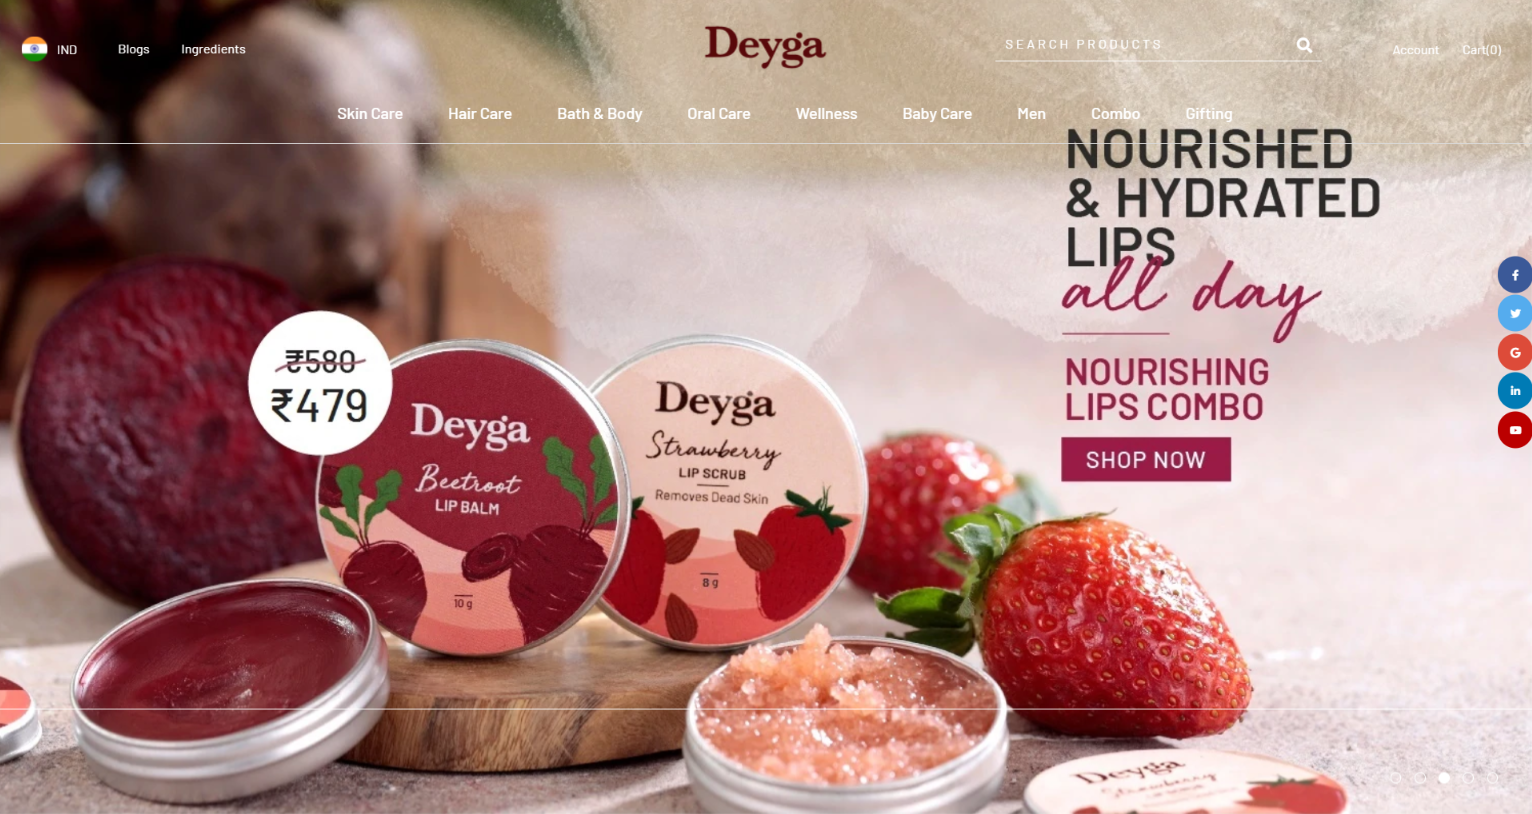 IND
Blogs
Ingredients
Deyga
SEARCH PRODUCTS
Account
Cart(0)
Skin Care
Hair Care
Bath & Body
Oral Care
Wellness
Baby Care
Men
Combo
Gifting
NOURISHED
& HYDRATED
LIPS
all day
NOURISHING
LIPS COMBO
SHOP NOW
₹580
₹479
Deyga
Beetroot
LIP BALM
10 g
Deyga
Strawberry
LIP SCRUB
Removes Dead Skin
8 g
f
G
in
Deyga
Strawberry